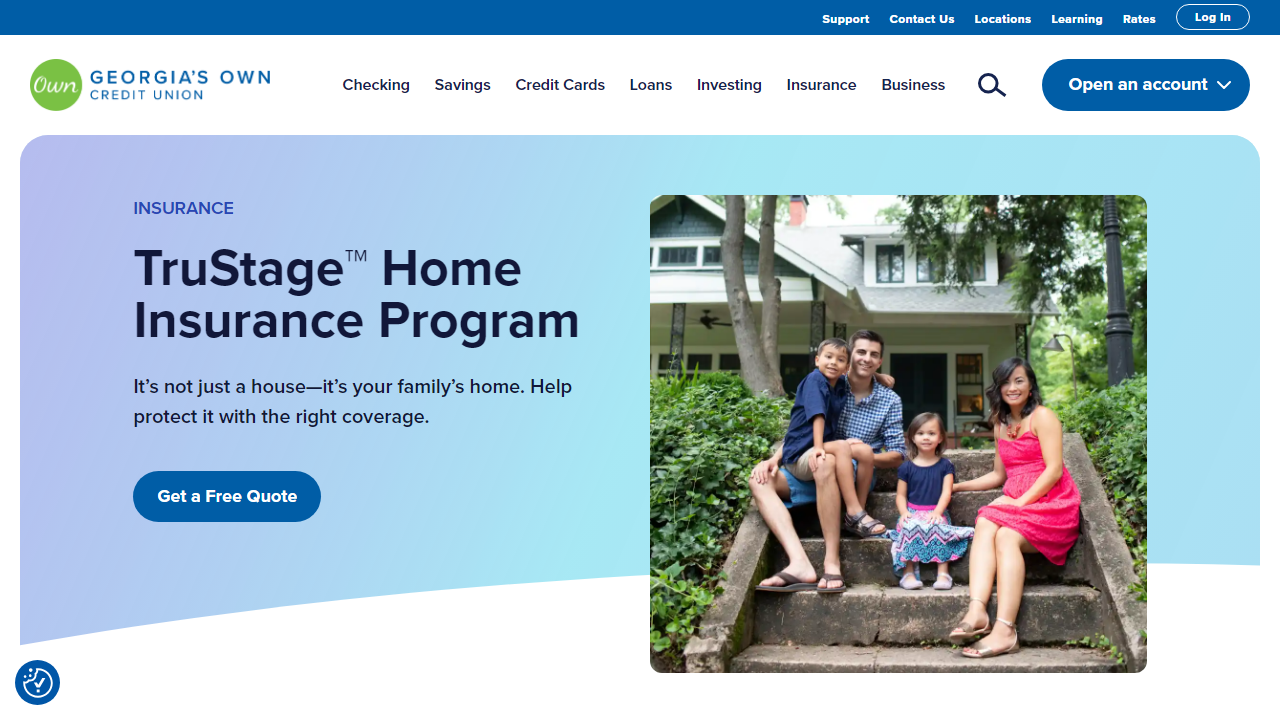 Support Contact Us Locations Learning Rates Log In
Own GEORGIA'S OWN
CREDIT UNION
Checking Savings Credit Cards Loans Investing Insurance Business
Open an account
INSURANCE
TruStage™ Home
Insurance Program
It’s not just a house—it’s your family’s home. Help
protect it with the right coverage.
Get a Free Quote